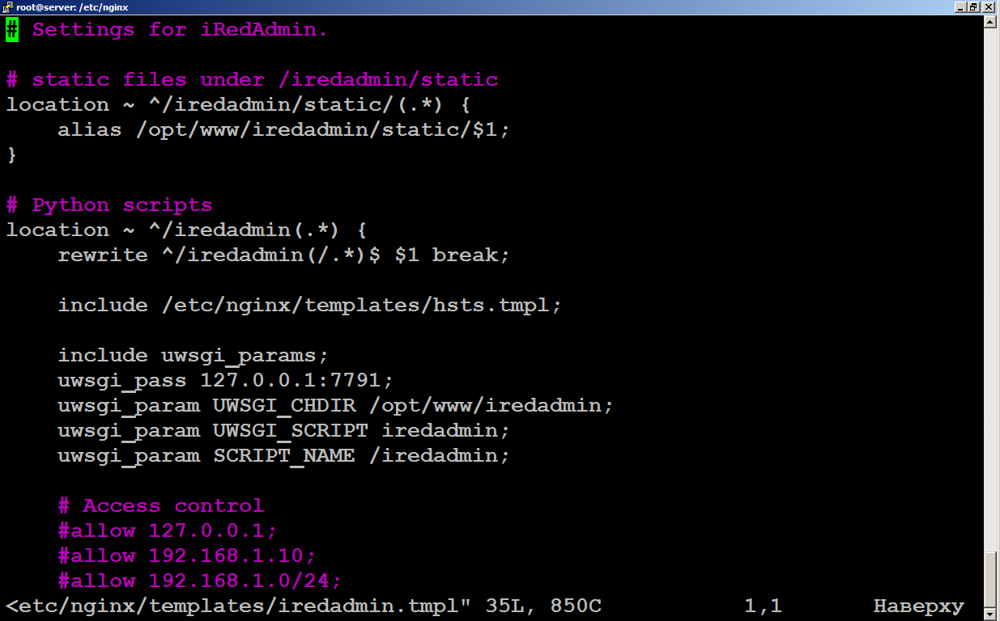 root@server: /etc/nginx
# Settings for iRedAdmin.
# static files under /iredadmin/static
location ~ ^/iredadmin/static/(.*) {
    alias /opt/www/iredadmin/static/$1;
}
# Python scripts
location ~ ^/iredadmin(.*) {
    rewrite ^/iredadmin(/.*)$ $1 break;
    include /etc/nginx/templates/hsts.tmpl;
    include uwsgi_params;
    uwsgi_pass 127.0.0.1:7791;
    uwsgi_param UWSGI_CHDIR /opt/www/iredadmin;
    uwsgi_param UWSGI_SCRIPT iredadmin;
    uwsgi_param SCRIPT_NAME /iredadmin;
    # Access control
    #allow 127.0.0.1;
    #allow 192.168.1.10;
    #allow 192.168.1.0/24;
<etc/nginx/templates/iredadmin.tmpl" 35L, 850C 1,1 Наверху